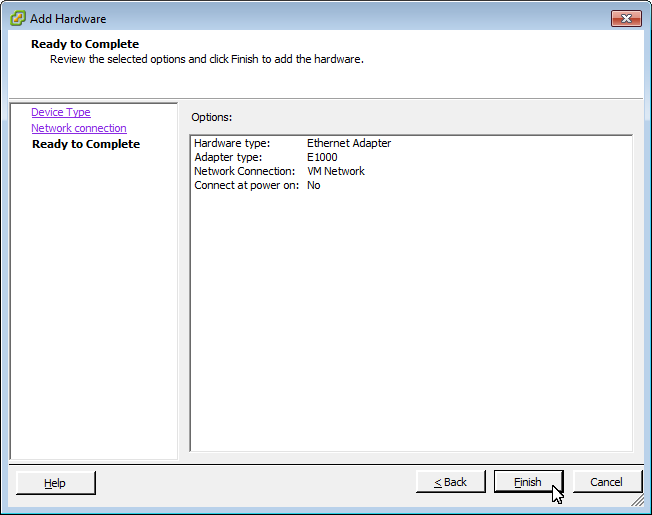 Add Hardware
Ready to Complete
Review the selected options and click Finish to add the hardware.
Device Type
Network connection
Ready to Complete
Options:
Hardware type: Ethernet Adapter
Adapter type: E1000
Network Connection: VM Network
Connect at power on: No
Help
< Back
Finish
Cancel